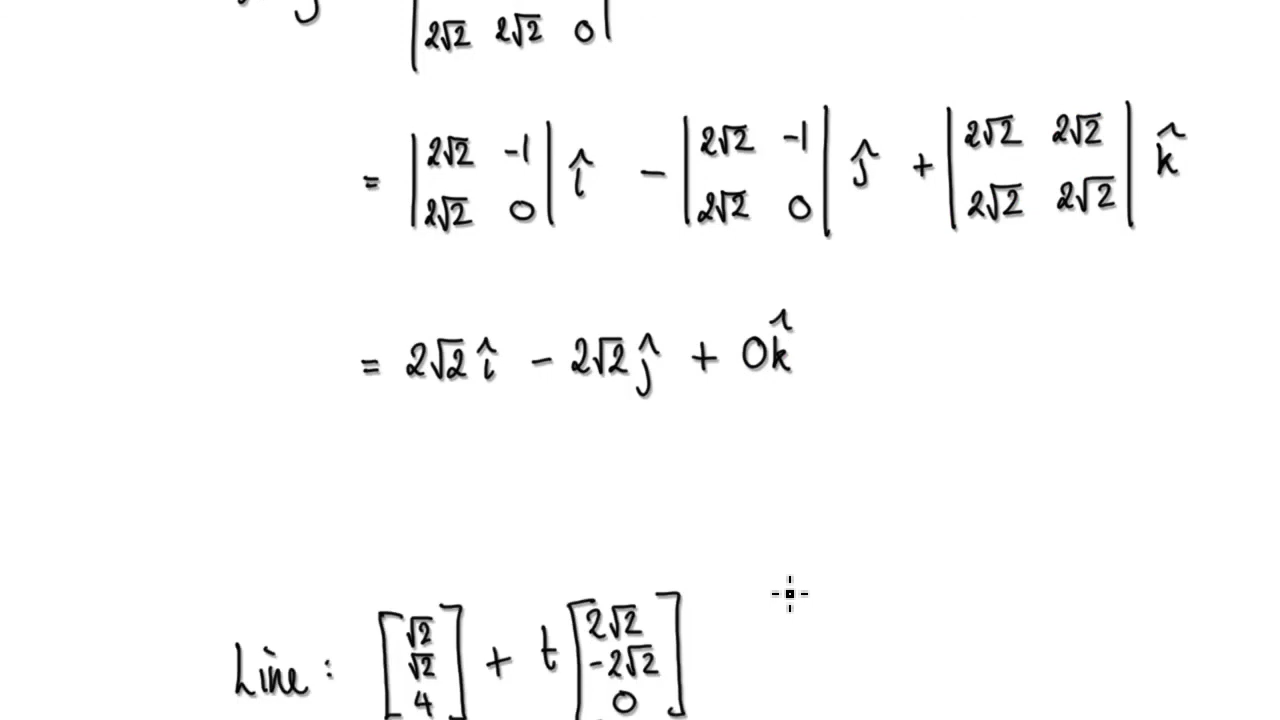 |2√2 2√2 0|
= |2√2 -1| î - |2√2 -1| ĵ + |2√2 2√2| k̂
|2√2 0| |2√2 0| |2√2 2√2|
= 2√2 î - 2√2 ĵ + 0k̂
Line: [√2 √2 4] + t [2√2 -2√2 0]